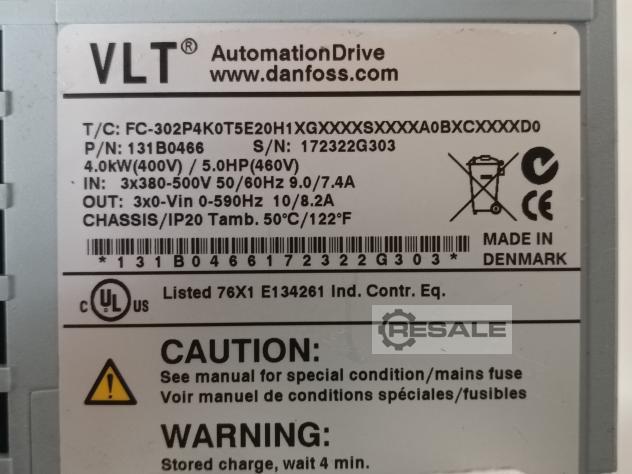 VLT® AutomationDrive
www.danfoss.com
T/C: FC-302P4K0T5E20H1XGXXXXSXXXXA0BXCXXXXD0
P/N: 131B0466 S/N: 172322G303
4.0kW(400V) / 5.0HP(460V)
IN: 3x380-500V 50/60Hz 9.0/7.4A
OUT: 3x0-Vin 0-590Hz 10/8.2A
CHASSIS/IP20 Tamb. 50°C/122°F
*131B0466172322G303*
MADE IN
DENMARK
C UL US Listed 76X1 E134261 Ind. Contr. Eq.
RESALE
CAUTION:
See manual for special condition/mains fuse
Voir manuel de conditions spéciales/fusibles
WARNING:
Stored charge, wait 4 min.